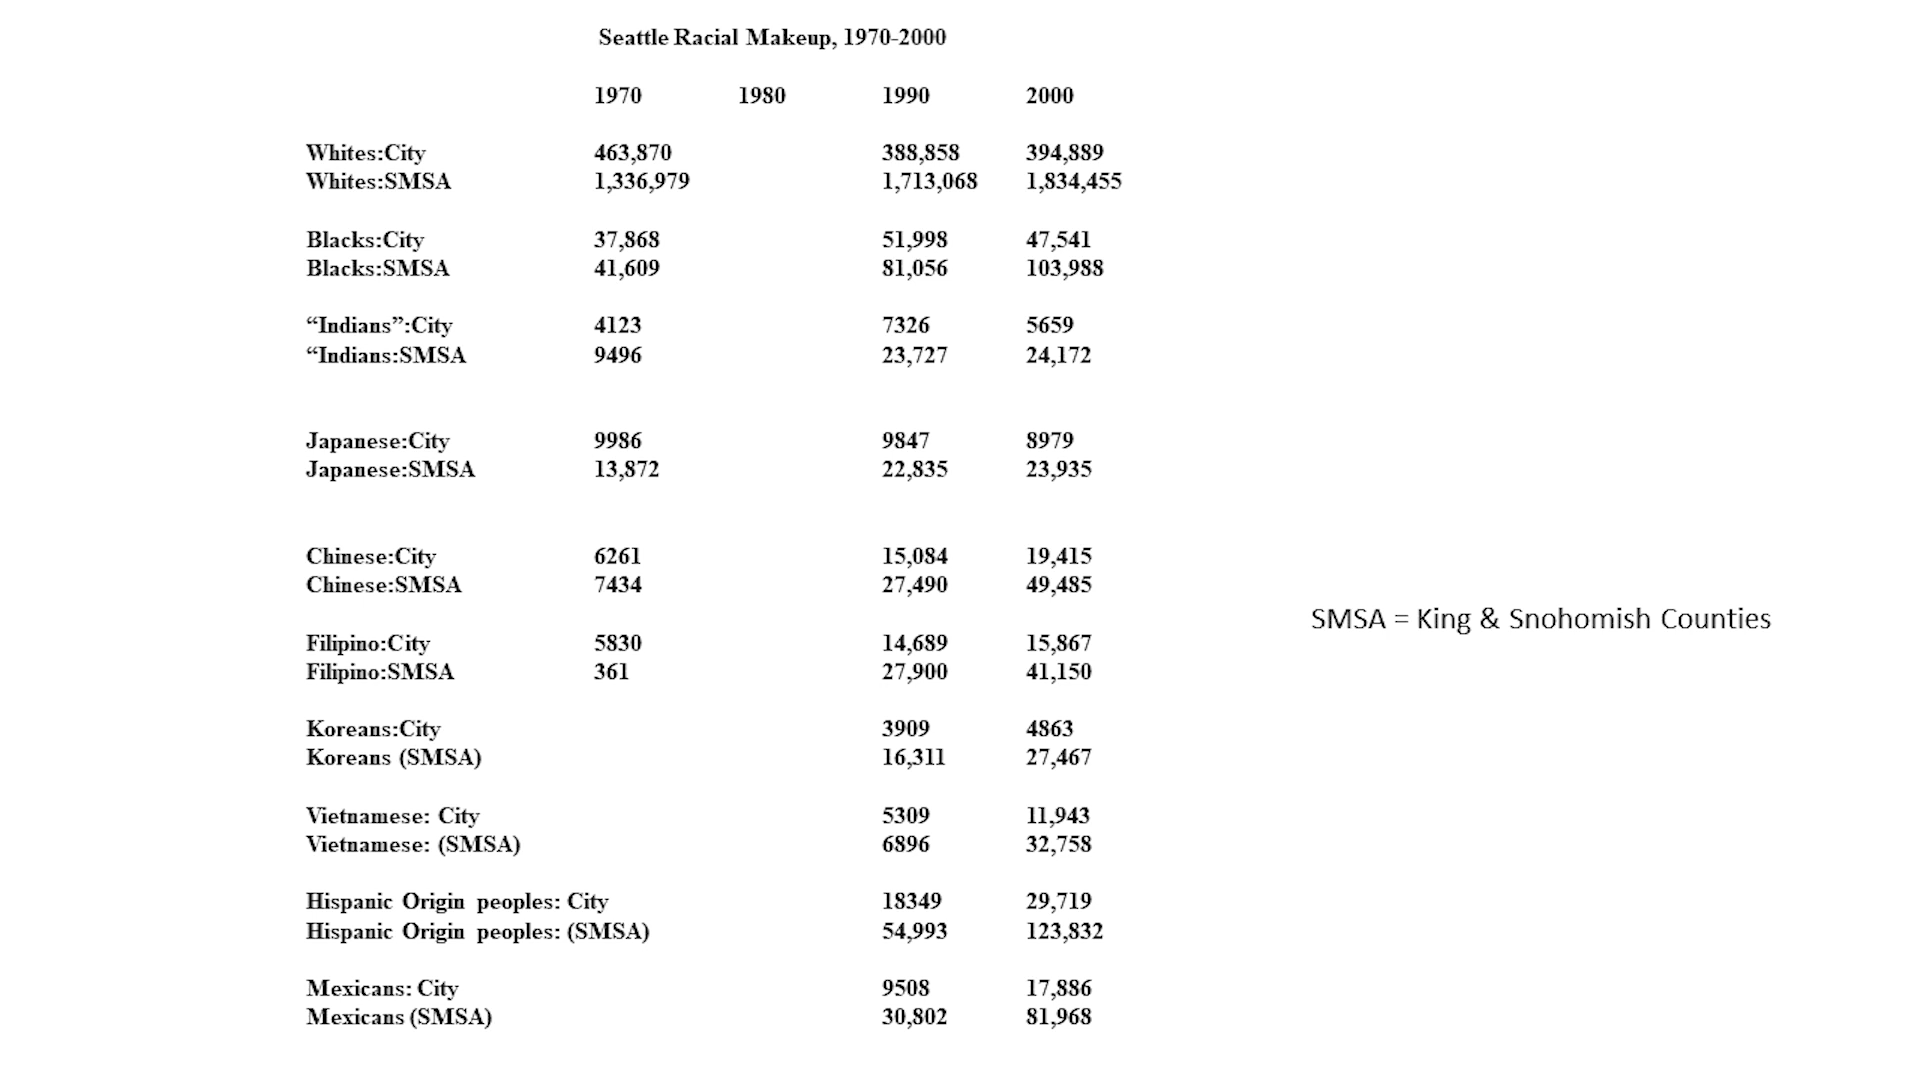 Seattle Racial Makeup, 1970-2000
1970 1980 1990 2000
Whites:City 463,870 388,858 394,889
Whites:SMSA 1,336,979 1,713,068 1,834,455
Blacks:City 37,868 51,998 47,541
Blacks:SMSA 41,609 81,056 103,988
“Indians”:City 4123 7326 5659
“Indians:SMSA 9496 23,727 24,172
Japanese:City 9986 9847 8979
Japanese:SMSA 13,872 22,835 23,935
Chinese:City 6261 15,084 19,415
Chinese:SMSA 7434 27,490 49,485
SMSA = King & Snohomish Counties
Filipino:City 5830 14,689 15,867
Filipino:SMSA 361 27,900 41,150
Koreans:City 3909 4863
Koreans (SMSA) 16,311 27,467
Vietnamese: City 5309 11,943
Vietnamese: (SMSA) 6896 32,758
Hispanic Origin peoples: City 18349 29,719
Hispanic Origin peoples: (SMSA) 54,993 123,832
Mexicans: City 9508 17,886
Mexicans (SMSA) 30,802 81,968